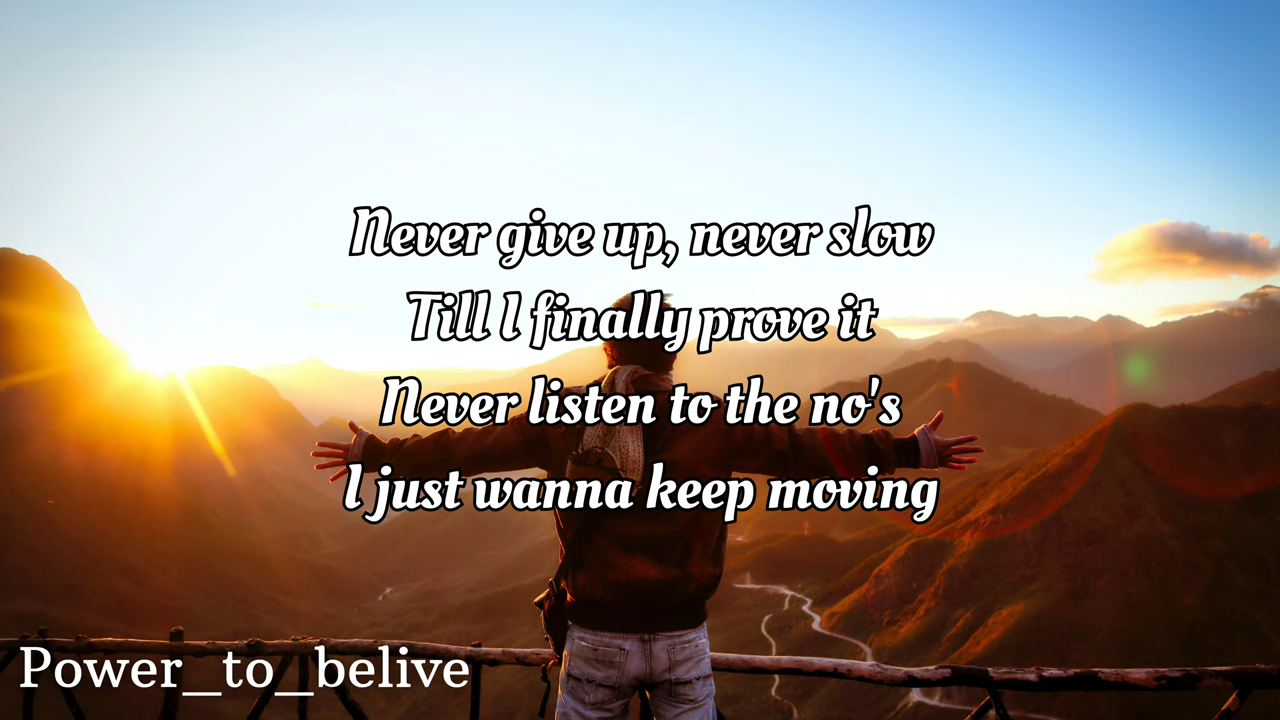 Never give up, never slow
Till I finally prove it
Never listen to the no's
I just wanna keep moving
Power_to_belive